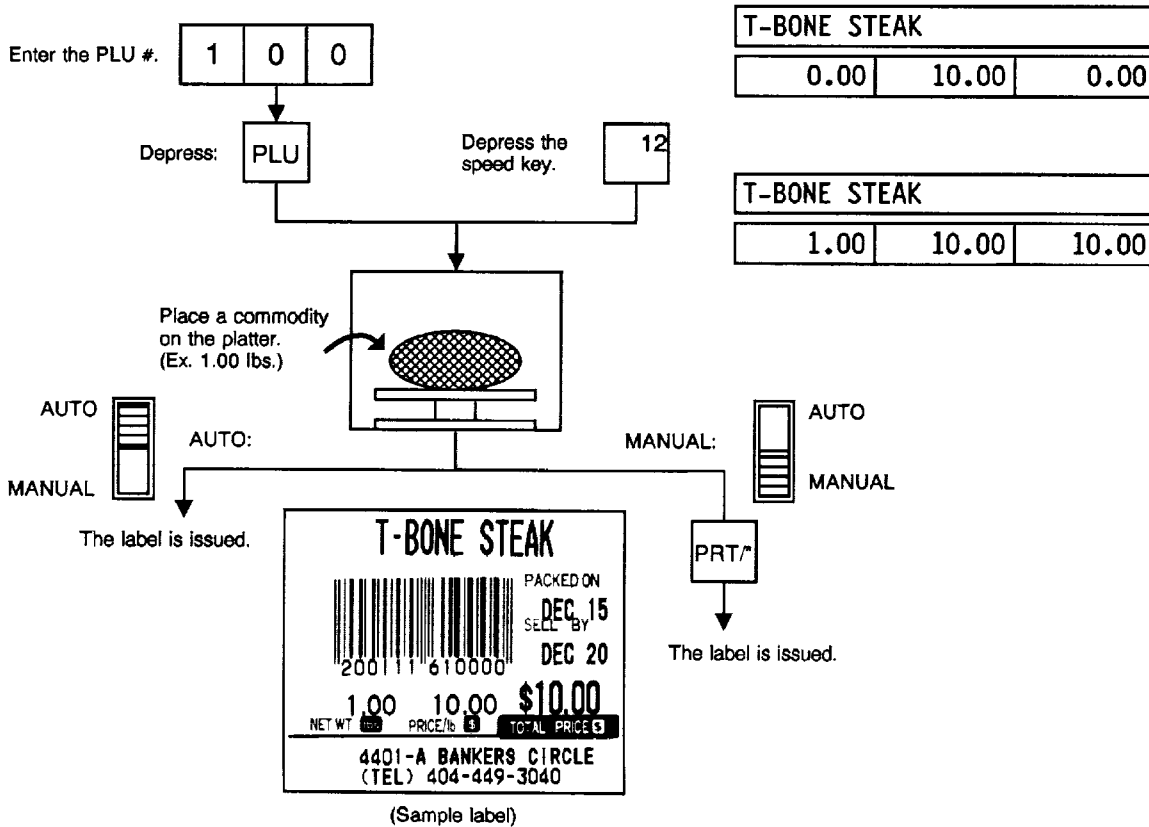 Enter the PLU #.
1 0 0
Depress:
PLU
Depress the
speed key.
12
T-BONE STEAK
0.00 10.00 0.00
T-BONE STEAK
1.00 10.00 10.00
Place a commodity
on the platter.
(Ex. 1.00 lbs.)
AUTO
MANUAL
AUTO:
The label is issued.
MANUAL:
AUTO
MANUAL
PRT/*
The label is issued.
T-BONE STEAK
PACKED ON
DEC 15
SELL BY
DEC 20
200111 610000
1.00 10.00 $10.00
NET WT PRICE/lb $ TOTAL PRICE $
4401-A BANKERS CIRCLE
(TEL) 404-449-3040
(Sample label)